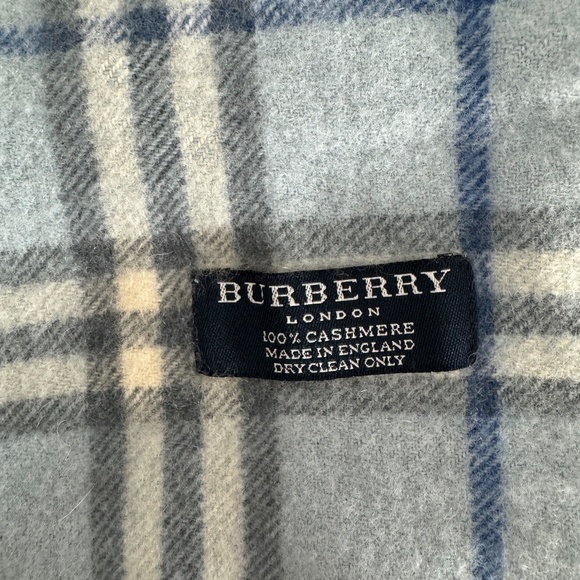 BURBERRY
LONDON
100% CASHMERE
MADE IN ENGLAND
DRY CLEAN ONLY